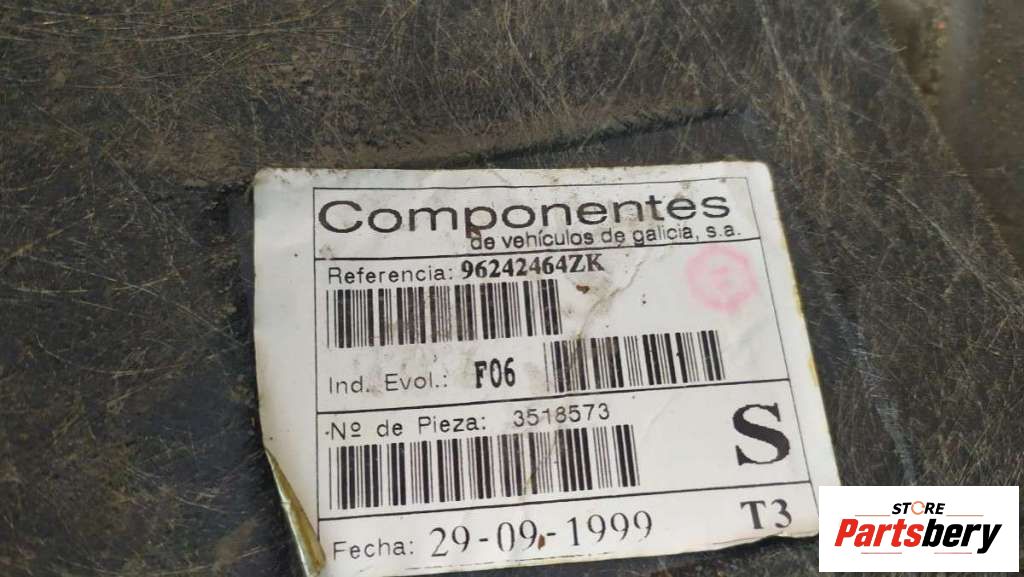 Componentes
de vehículos de galicia, s.a.
Referencia: 96242464ZK
Ind. Evol.: F06
Nº de Pieza: 3518573
S
Fecha: 29-09-1999 T3
STORE
Partsbery